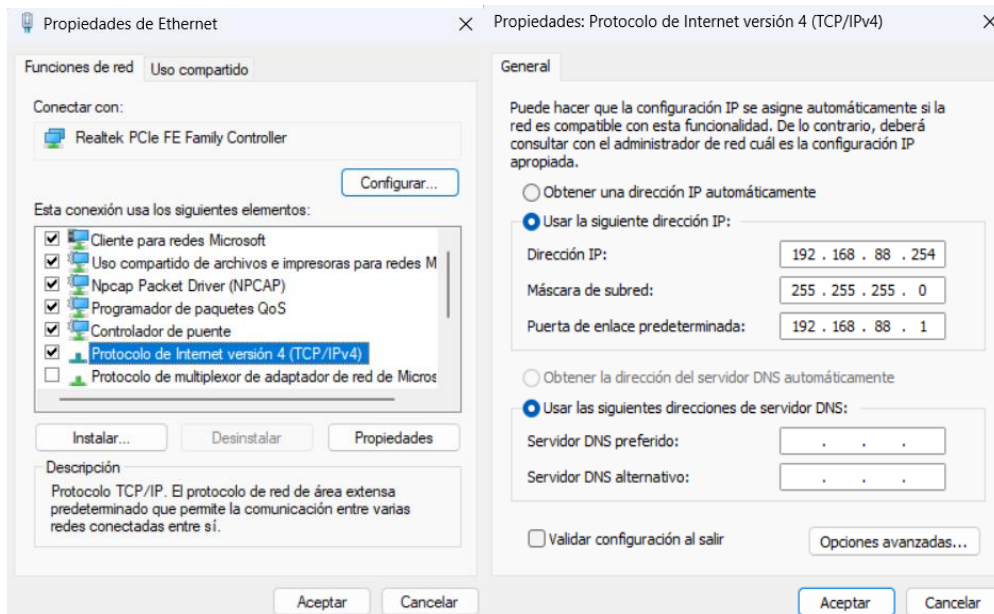 Propiedades de Ethernet
Funciones de red
Uso compartido
Conectar con:
Realtek PCIe FE Family Controller
Configurar...
Esta conexión usa los siguientes elementos:
Cliente para redes Microsoft
Uso compartido de archivos e impresoras para redes M
Npcap Packet Driver (NPCAP)
Programador de paquetes QoS
Controlador de puente
Protocolo de Internet versión 4 (TCP/IPv4)
Protocolo de multiplexor de adaptador de red de Micros
Instalar...
Desinstalar
Propiedades
Descripción
Protocolo TCP/IP. El protocolo de red de área extensa
predeterminado que permite la comunicación entre varias
redes conectadas entre sí.
Aceptar
Cancelar
Propiedades: Protocolo de Internet versión 4 (TCP/IPv4)
General
Puede hacer que la configuración IP se asigne automáticamente si la
red es compatible con esta funcionalidad. De lo contrario, deberá
consultar con el administrador de red cuál es la configuración IP
apropiada.
Obtener una dirección IP automáticamente
Usar la siguiente dirección IP:
Dirección IP: 192 . 168 . 88 . 254
Máscara de subred: 255 . 255 . 255 . 0
Puerta de enlace predeterminada: 192 . 168 . 88 . 1
Obtener la dirección del servidor DNS automáticamente
Usar las siguientes direcciones de servidor DNS:
Servidor DNS preferido: . . .
Servidor DNS alternativo: . . .
Validar configuración al salir
Opciones avanzadas...
Aceptar
Cancelar